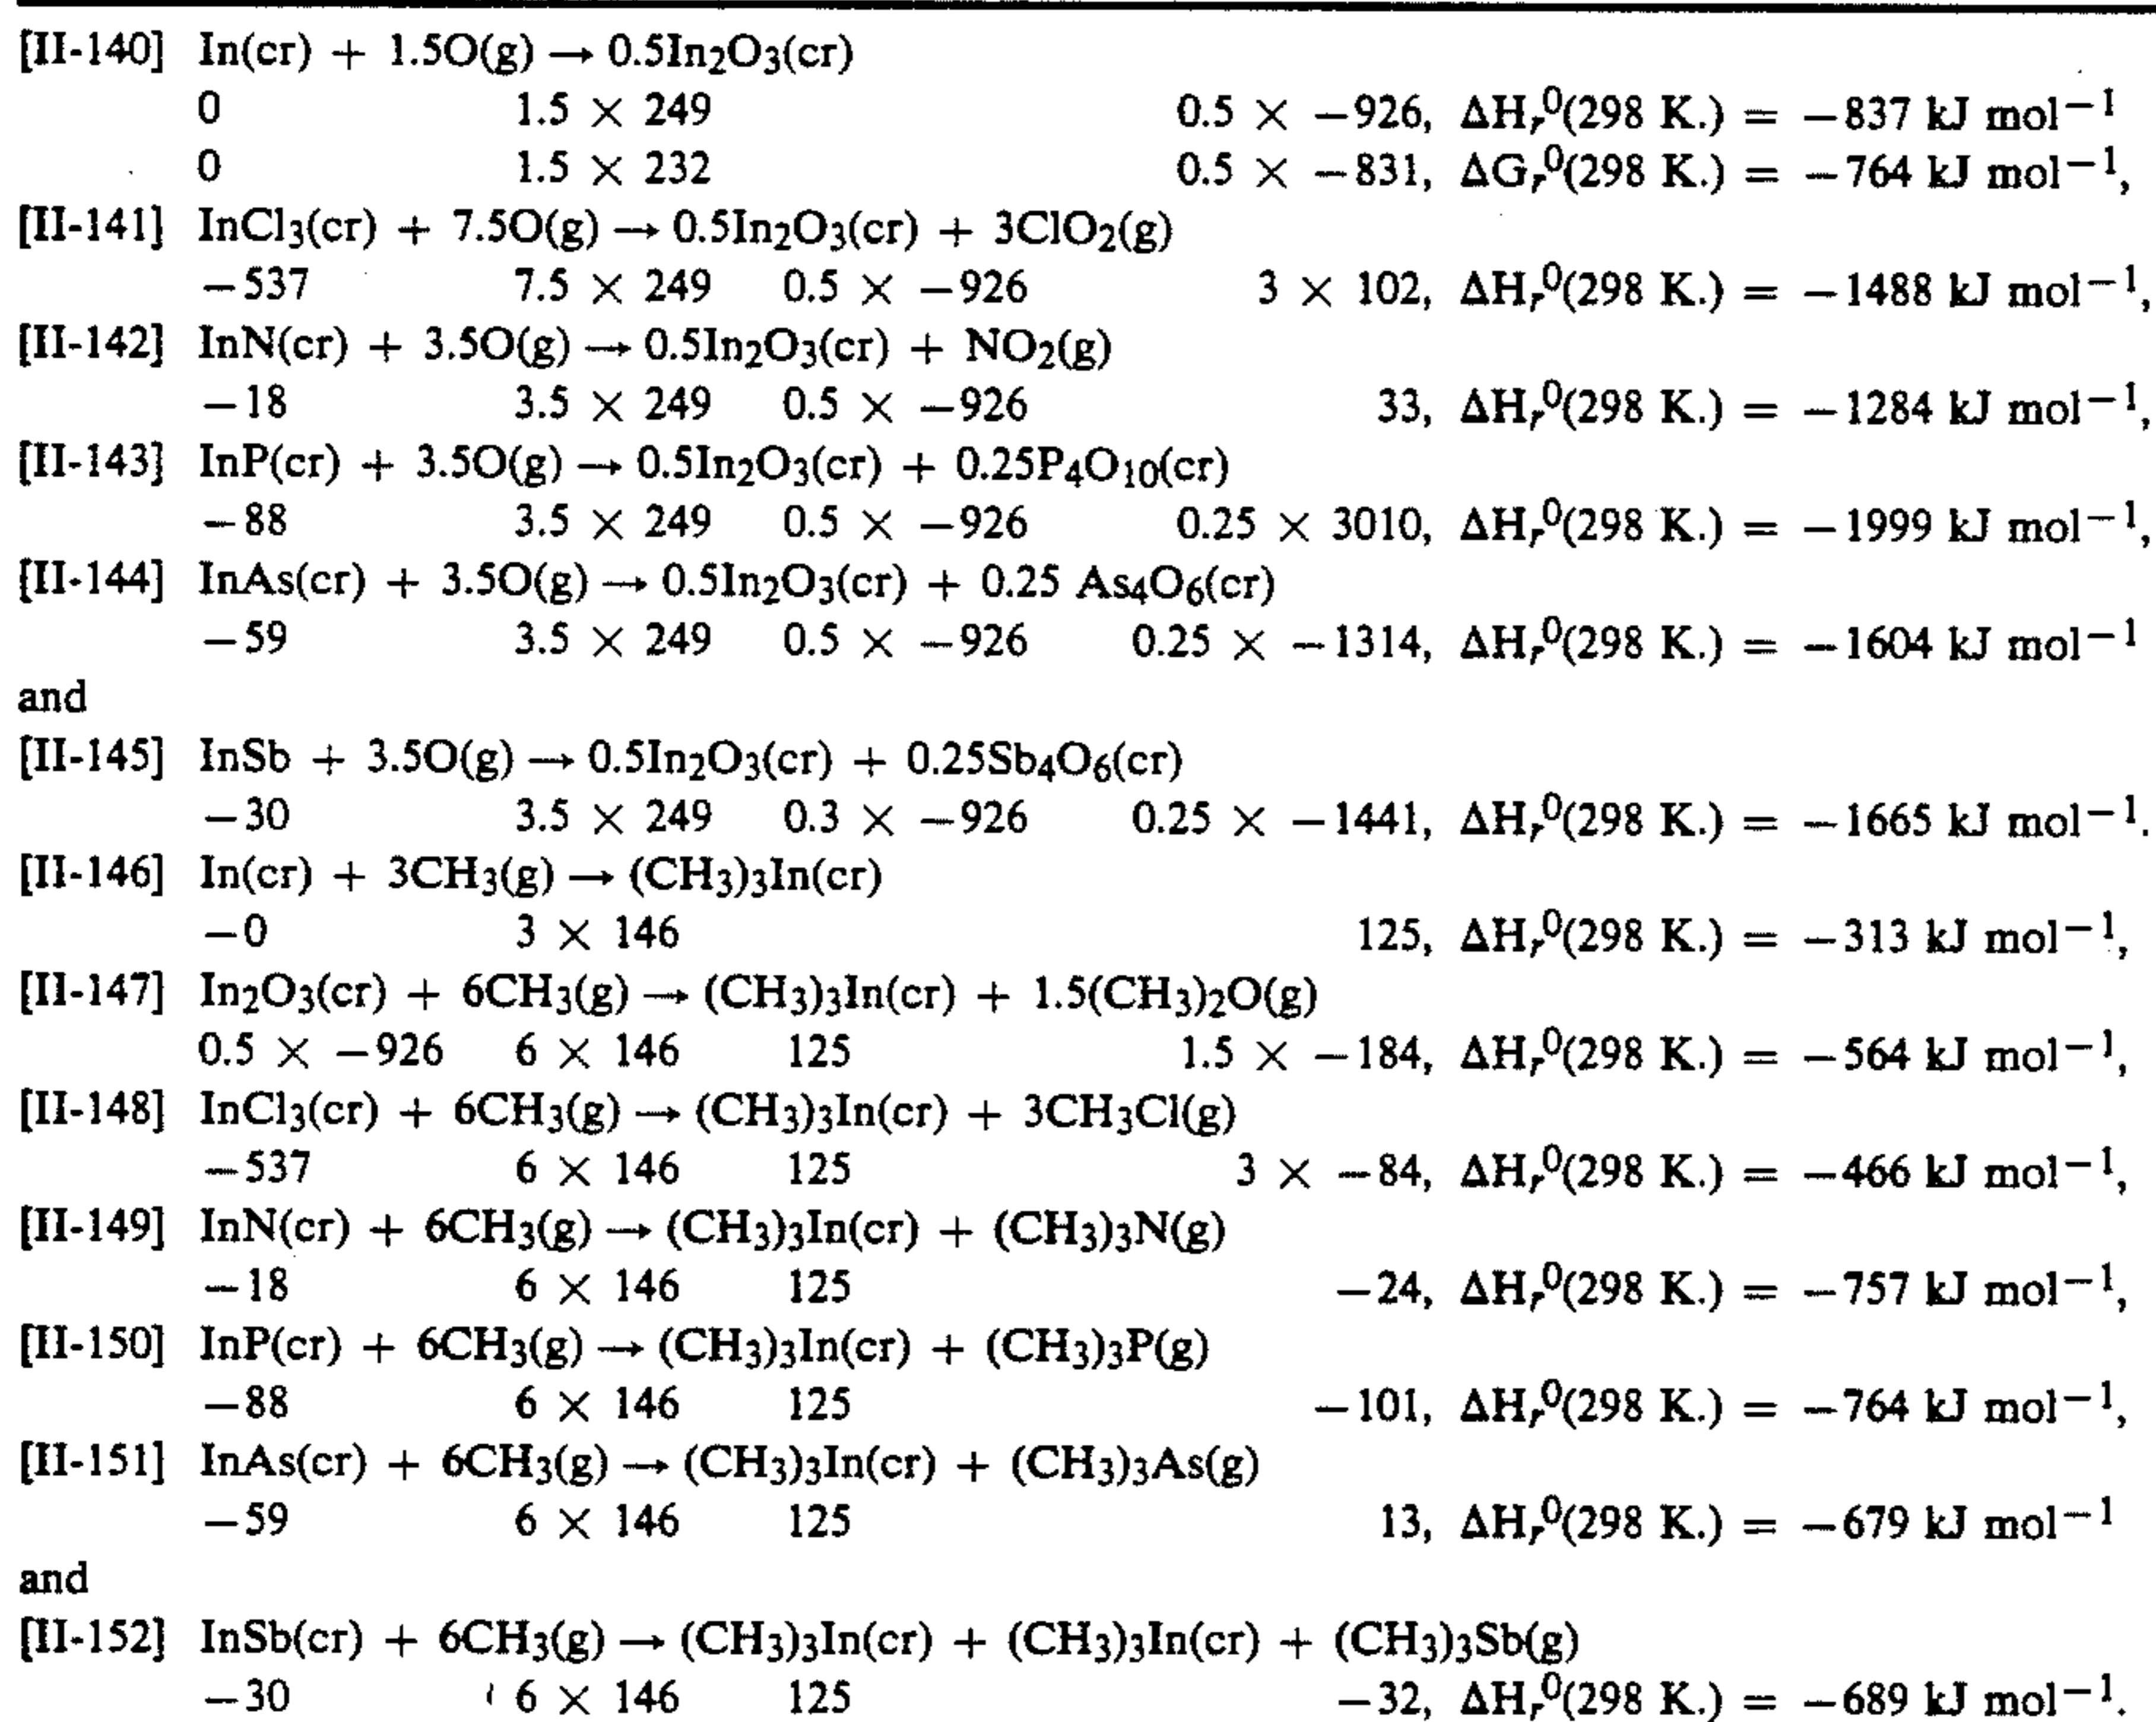 [II-140] In(cr) + 1.5O(g) → 0.5In₂O₃(cr)
0 1.5 × 249 0.5 × −926, ΔHᵣ⁰(298 K.) = −837 kJ mol⁻¹
0 1.5 × 232 0.5 × −831, ΔGᵣ⁰(298 K.) = −764 kJ mol⁻¹,
[II-141] InCl₃(cr) + 7.5O(g) → 0.5In₂O₃(cr) + 3ClO₂(g)
−537 7.5 × 249 0.5 × −926 3 × 102, ΔHᵣ⁰(298 K.) = −1488 kJ mol⁻¹,
[II-142] InN(cr) + 3.5O(g) → 0.5In₂O₃(cr) + NO₂(g)
−18 3.5 × 249 0.5 × −926 33, ΔHᵣ⁰(298 K.) = −1284 kJ mol⁻¹,
[II-143] InP(cr) + 3.5O(g) → 0.5In₂O₃(cr) + 0.25P₄O₁₀(cr)
−88 3.5 × 249 0.5 × −926 0.25 × 3010, ΔHᵣ⁰(298 K.) = −1999 kJ mol⁻¹,
[II-144] InAs(cr) + 3.5O(g) → 0.5In₂O₃(cr) + 0.25 As₄O₆(cr)
−59 3.5 × 249 0.5 × −926 0.25 × −1314, ΔHᵣ⁰(298 K.) = −1604 kJ mol⁻¹
and
[II-145] InSb + 3.5O(g) → 0.5In₂O₃(cr) + 0.25Sb₄O₆(cr)
−30 3.5 × 249 0.3 × −926 0.25 × −1441, ΔHᵣ⁰(298 K.) = −1665 kJ mol⁻¹.
[II-146] In(cr) + 3CH₃(g) → (CH₃)₃In(cr)
−0 3 × 146 125, ΔHᵣ⁰(298 K.) = −313 kJ mol⁻¹,
[II-147] In₂O₃(cr) + 6CH₃(g) → (CH₃)₃In(cr) + 1.5(CH₃)₂O(g)
0.5 × −926 6 × 146 125 1.5 × −184, ΔHᵣ⁰(298 K.) = −564 kJ mol⁻¹,
[II-148] InCl₃(cr) + 6CH₃(g) → (CH₃)₃In(cr) + 3CH₃Cl(g)
−537 6 × 146 125 3 × −84, ΔHᵣ⁰(298 K.) = −466 kJ mol⁻¹,
[II-149] InN(cr) + 6CH₃(g) → (CH₃)₃In(cr) + (CH₃)₃N(g)
−18 6 × 146 125 −24, ΔHᵣ⁰(298 K.) = −757 kJ mol⁻¹,
[II-150] InP(cr) + 6CH₃(g) → (CH₃)₃In(cr) + (CH₃)₃P(g)
−88 6 × 146 125 −101, ΔHᵣ⁰(298 K.) = −764 kJ mol⁻¹,
[II-151] InAs(cr) + 6CH₃(g) → (CH₃)₃In(cr) + (CH₃)₃As(g)
−59 6 × 146 125 13, ΔHᵣ⁰(298 K.) = −679 kJ mol⁻¹
and
[II-152] InSb(cr) + 6CH₃(g) → (CH₃)₃In(cr) + (CH₃)₃In(cr) + (CH₃)₃Sb(g)
−30 6 × 146 125 −32, ΔHᵣ⁰(298 K.) = −689 kJ mol⁻¹.